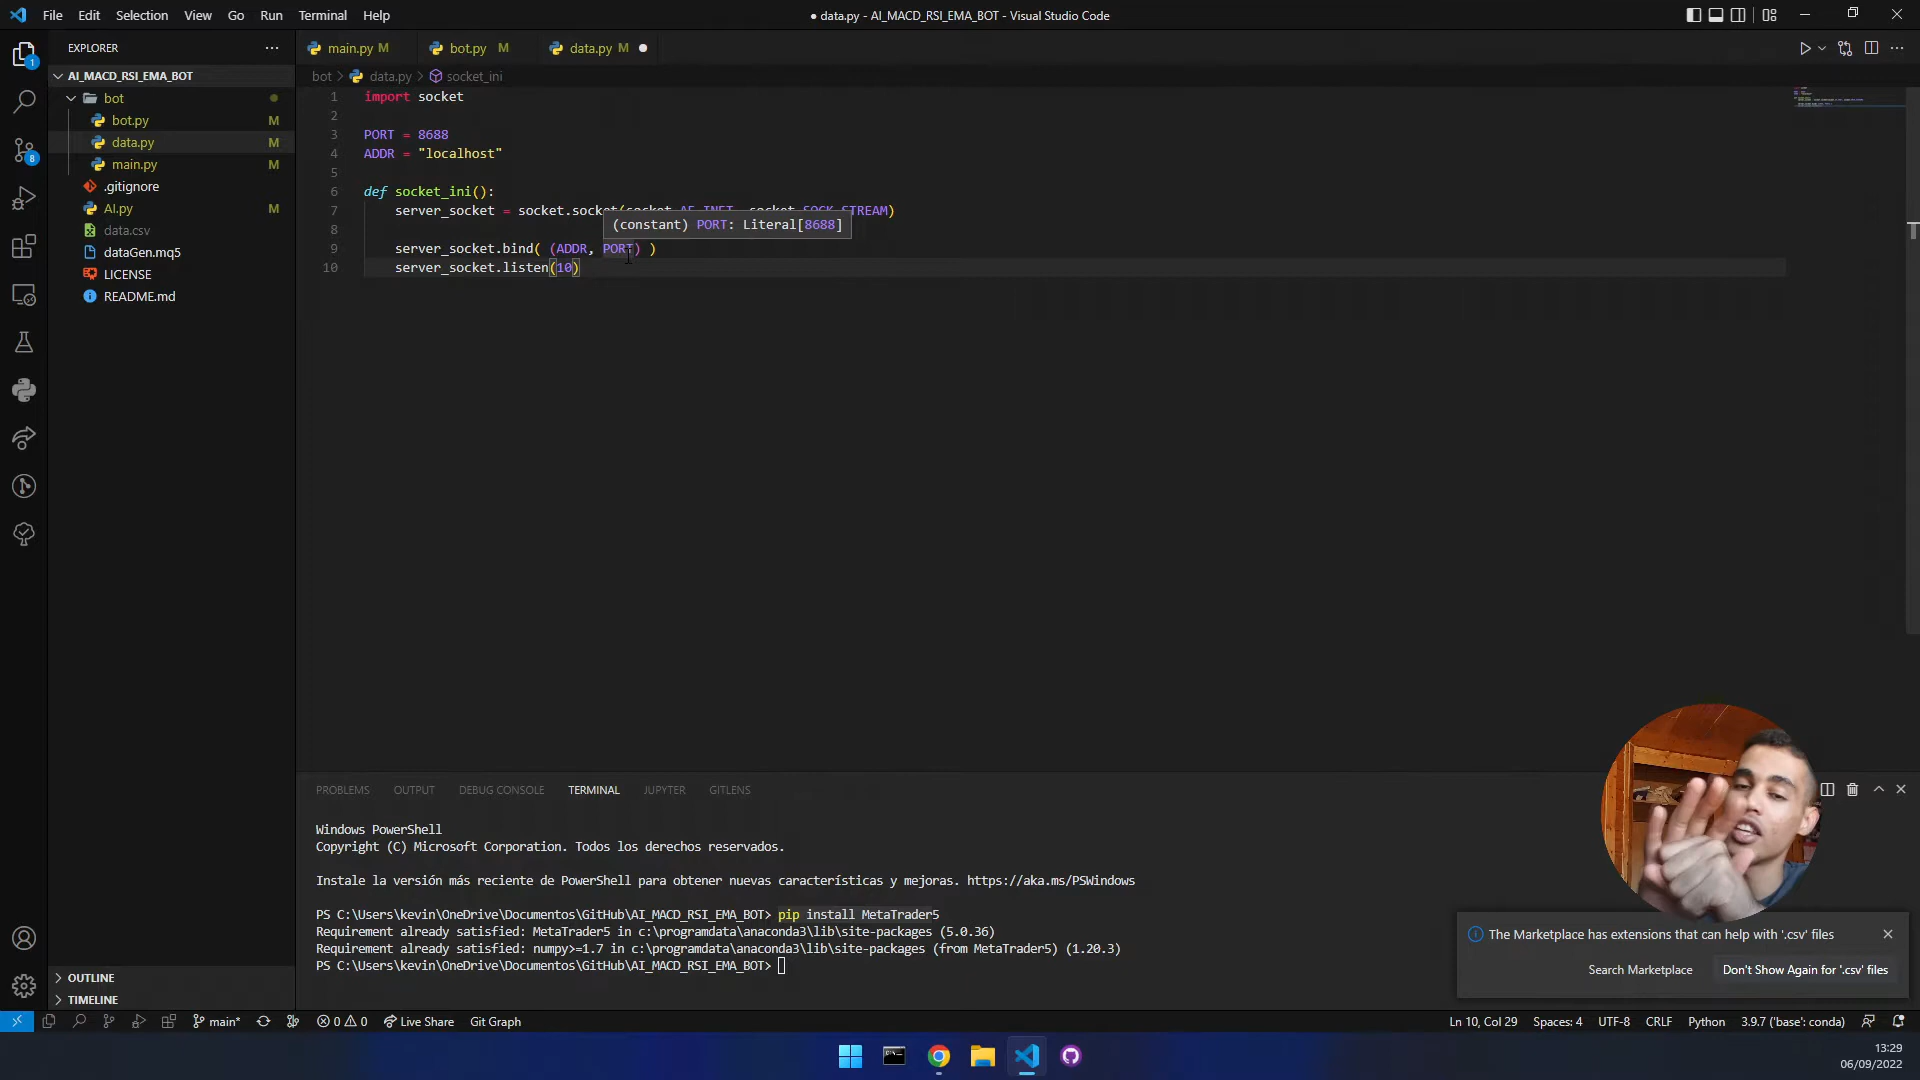 File Edit Selection View Go Run Terminal Help
● data.py - AI_MACD_RSI_EMA_BOT - Visual Studio Code
EXPLORER
AI_MACD_RSI_EMA_BOT
bot
bot.py M
data.py M
main.py M
.gitignore
AI.py M
data.csv
dataGen.mq5
LICENSE
README.md
OUTLINE
TIMELINE
1
8
main.py M
bot.py M
data.py M
bot > data.py > socket_ini
1 import socket
2
3 PORT = 8688
4 ADDR = "localhost"
5
6 def socket_ini():
7 server_socket = socket.socket(socket.AF_INET, socket.SOCK_STREAM)
(constant) PORT: Literal[8688]
8
9 server_socket.bind( (ADDR, PORT) )
10 server_socket.listen(10)
PROBLEMS OUTPUT DEBUG CONSOLE TERMINAL JUPYTER GITLENS
Windows PowerShell
Copyright (C) Microsoft Corporation. Todos los derechos reservados.
Instale la versión más reciente de PowerShell para obtener nuevas características y mejoras. https://aka.ms/PSWindows
PS C:\Users\kevin\OneDrive\Documentos\GitHub\AI_MACD_RSI_EMA_BOT> pip install MetaTrader5
Requirement already satisfied: MetaTrader5 in c:\programdata\anaconda3\lib\site-packages (5.0.36)
Requirement already satisfied: numpy>=1.7 in c:\programdata\anaconda3\lib\site-packages (from MetaTrader5) (1.20.3)
PS C:\Users\kevin\OneDrive\Documentos\GitHub\AI_MACD_RSI_EMA_BOT>
The Marketplace has extensions that can help with '.csv' files
Search Marketplace Don't Show Again for '.csv' files
main* 0 0 Live Share Git Graph
Ln 10, Col 29 Spaces: 4 UTF-8 CRLF Python 3.9.7 ('base': conda)
13:29
06/09/2022